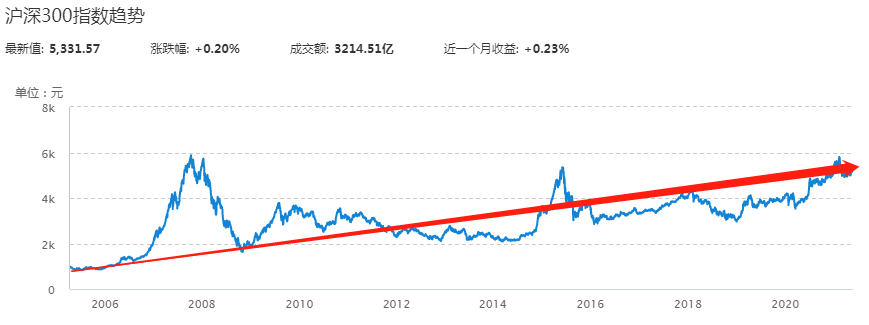 沪深300指数趋势
最新值: 5,331.57 涨跌幅: +0.20% 成交额: 3214.51亿 近一个月收益: +0.23%
单位：元
8k
6k
4k
2k
0
2006 2008 2010 2012 2014 2016 2018 2020